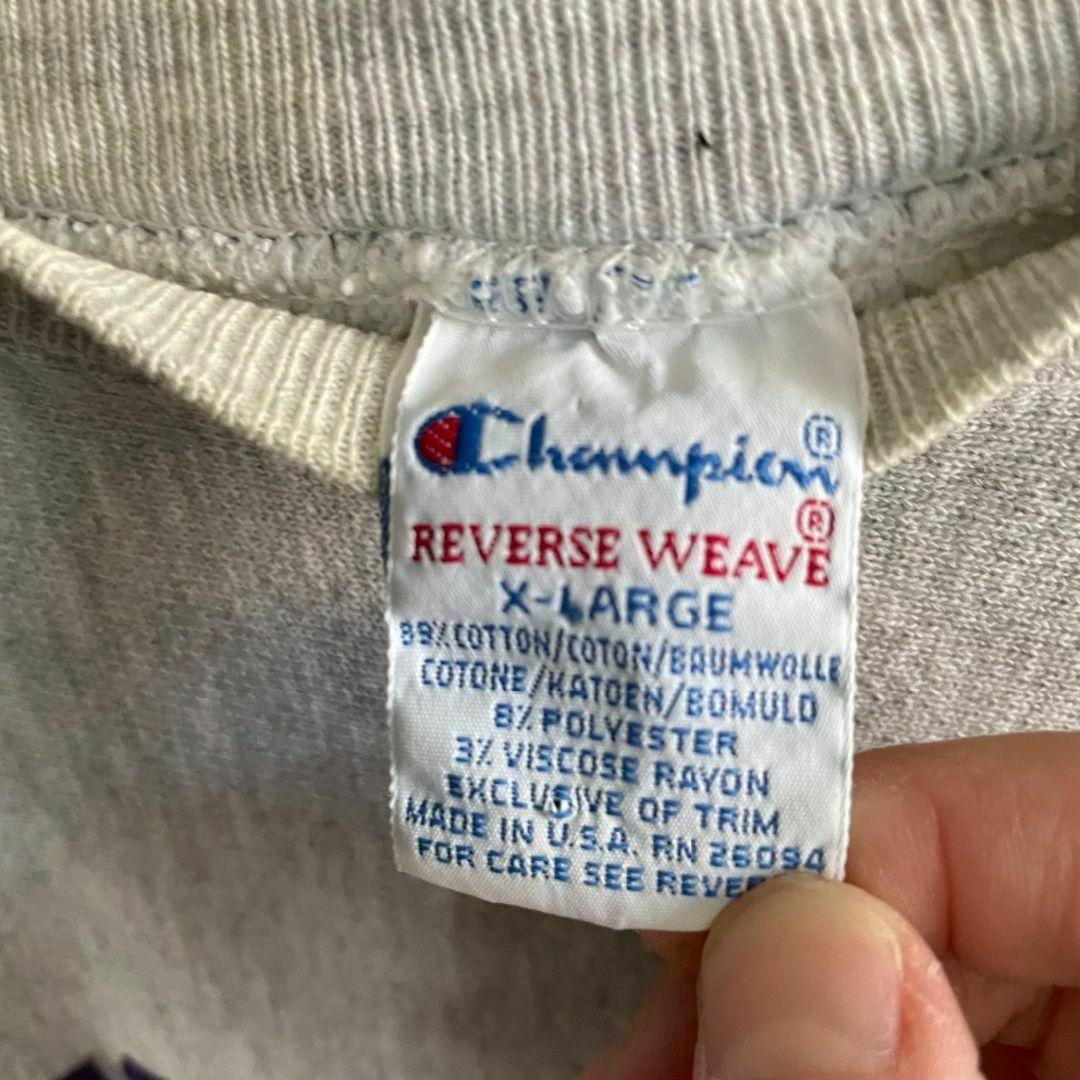 Champion®
REVERSE WEAVE®
X-LARGE
89% COTTON/COTON/BAUMWOLLE
COTONE/KATOEN/BOMULD
8% POLYESTER
3% VISCOSE RAYON
EXCLUSIVE OF TRIM
MADE IN U.S.A. RN 26094
FOR CARE SEE